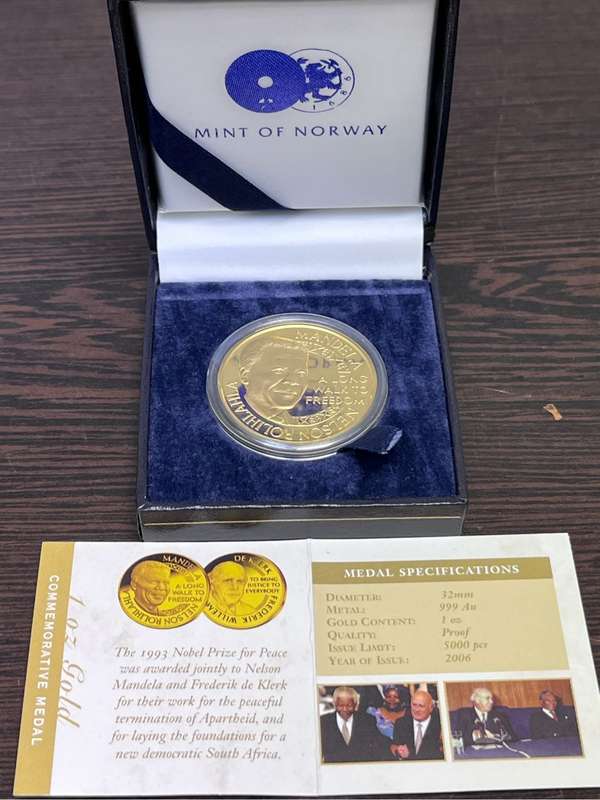 1686
MINT OF NORWAY
MANDELA
A LONG
WALK TO
FREEDOM
NELSON ROLIHLAHLA
COMMEMORATIVE MEDAL
1 oz Gold
MANDELA
A LONG
WALK TO
FREEDOM
NELSON ROLIHLAHLA
DE KLERK
TO BRING
JUSTICE TO
EVERYBODY
FREDERIK WILLEM
The 1993 Nobel Prize for Peace
was awarded jointly to Nelson
Mandela and Frederik de Klerk
for their work for the peaceful
termination of Apartheid, and
for laying the foundations for a
new democratic South Africa.
MEDAL SPECIFICATIONS
DIAMETER: 32mm
METAL: 999 Au
GOLD CONTENT: 1 oz
QUALITY: Proof
ISSUE LIMIT: 5000 pcs
YEAR OF ISSUE: 2006